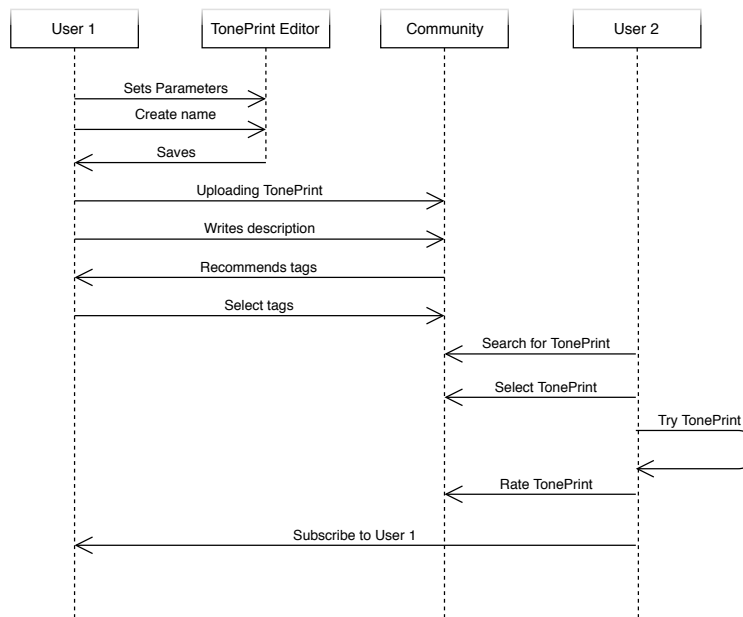 User 1
TonePrint Editor
Community
User 2
Sets Parameters
Create name
Saves
Uploading TonePrint
Writes description
Recommends tags
Select tags
Search for TonePrint
Select TonePrint
Try TonePrint
Rate TonePrint
Subscribe to User 1